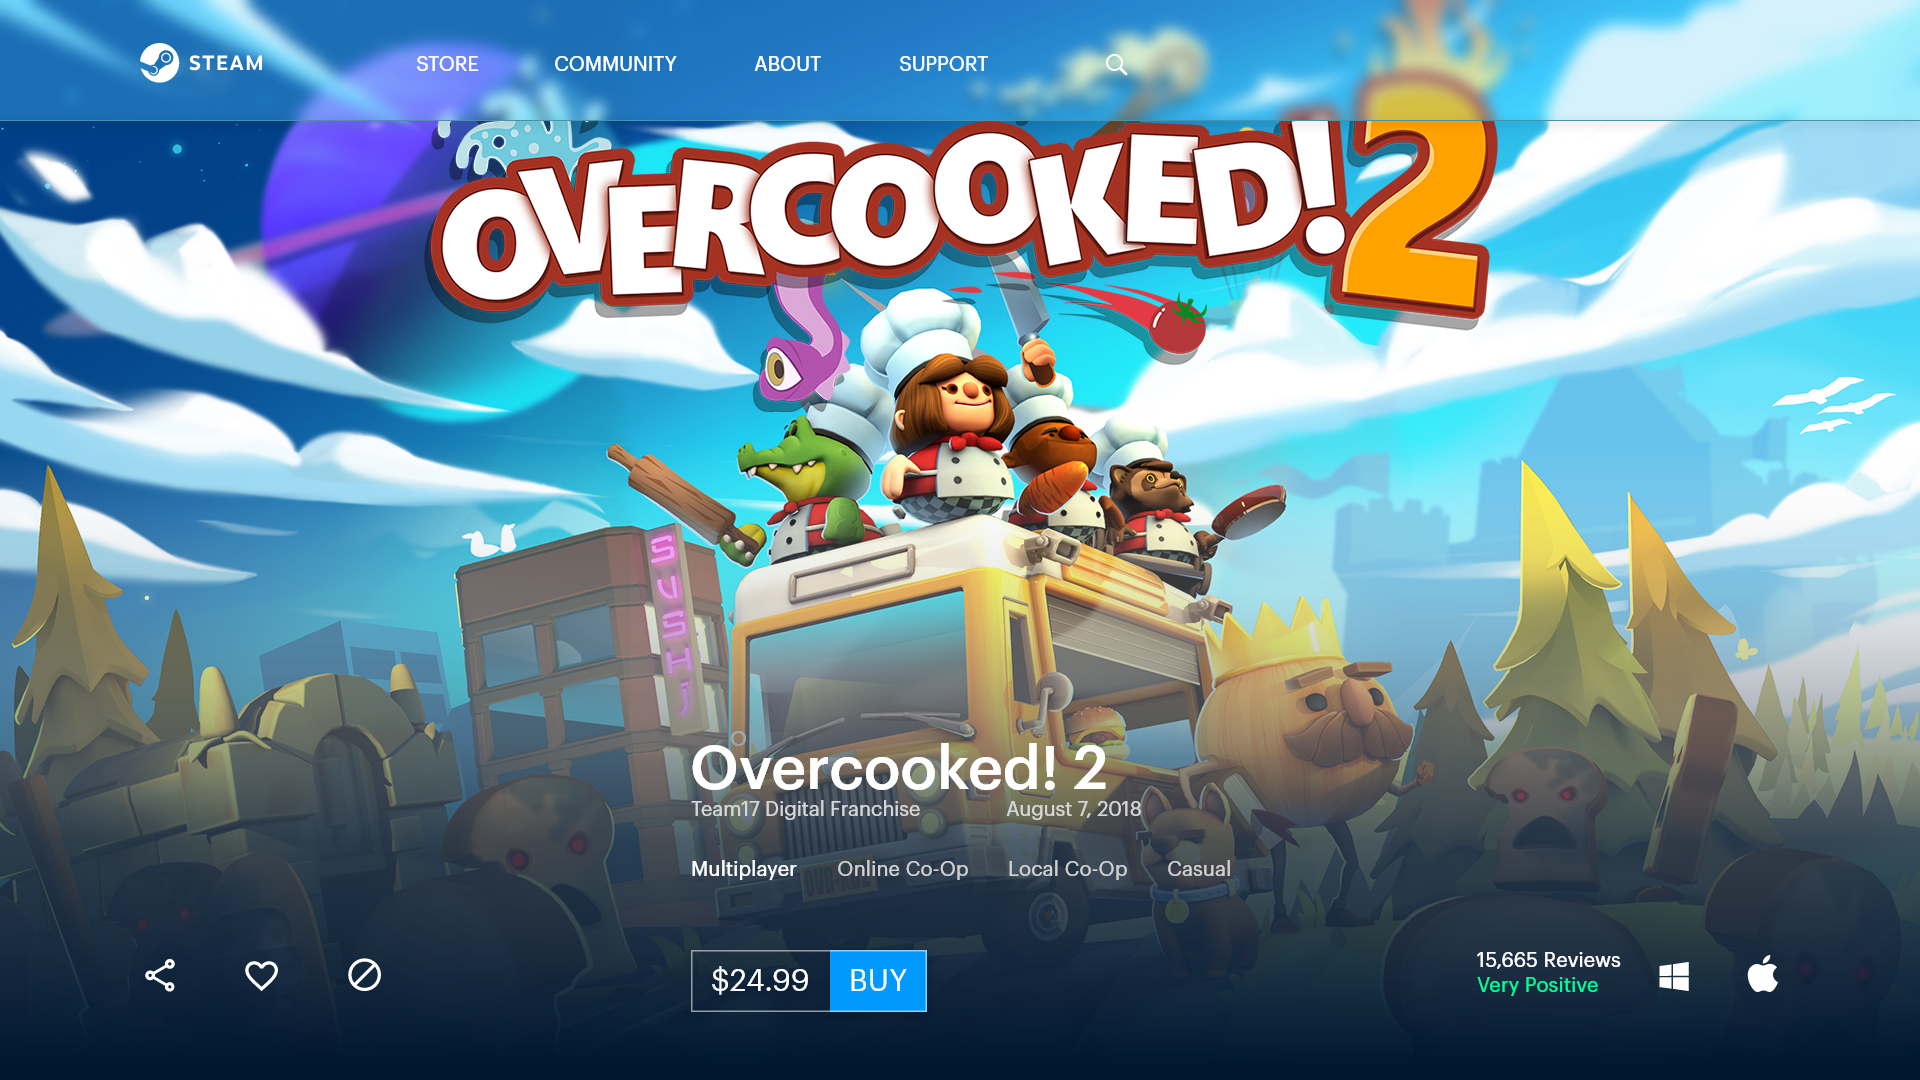 STEAM STORE COMMUNITY ABOUT SUPPORT
OVERCOOKED! 2
SUSHI
Overcooked! 2
Team17 Digital Franchise August 7, 2018
Multiplayer Online Co-Op Local Co-Op Casual
$24.99 BUY
15,665 Reviews
Very Positive